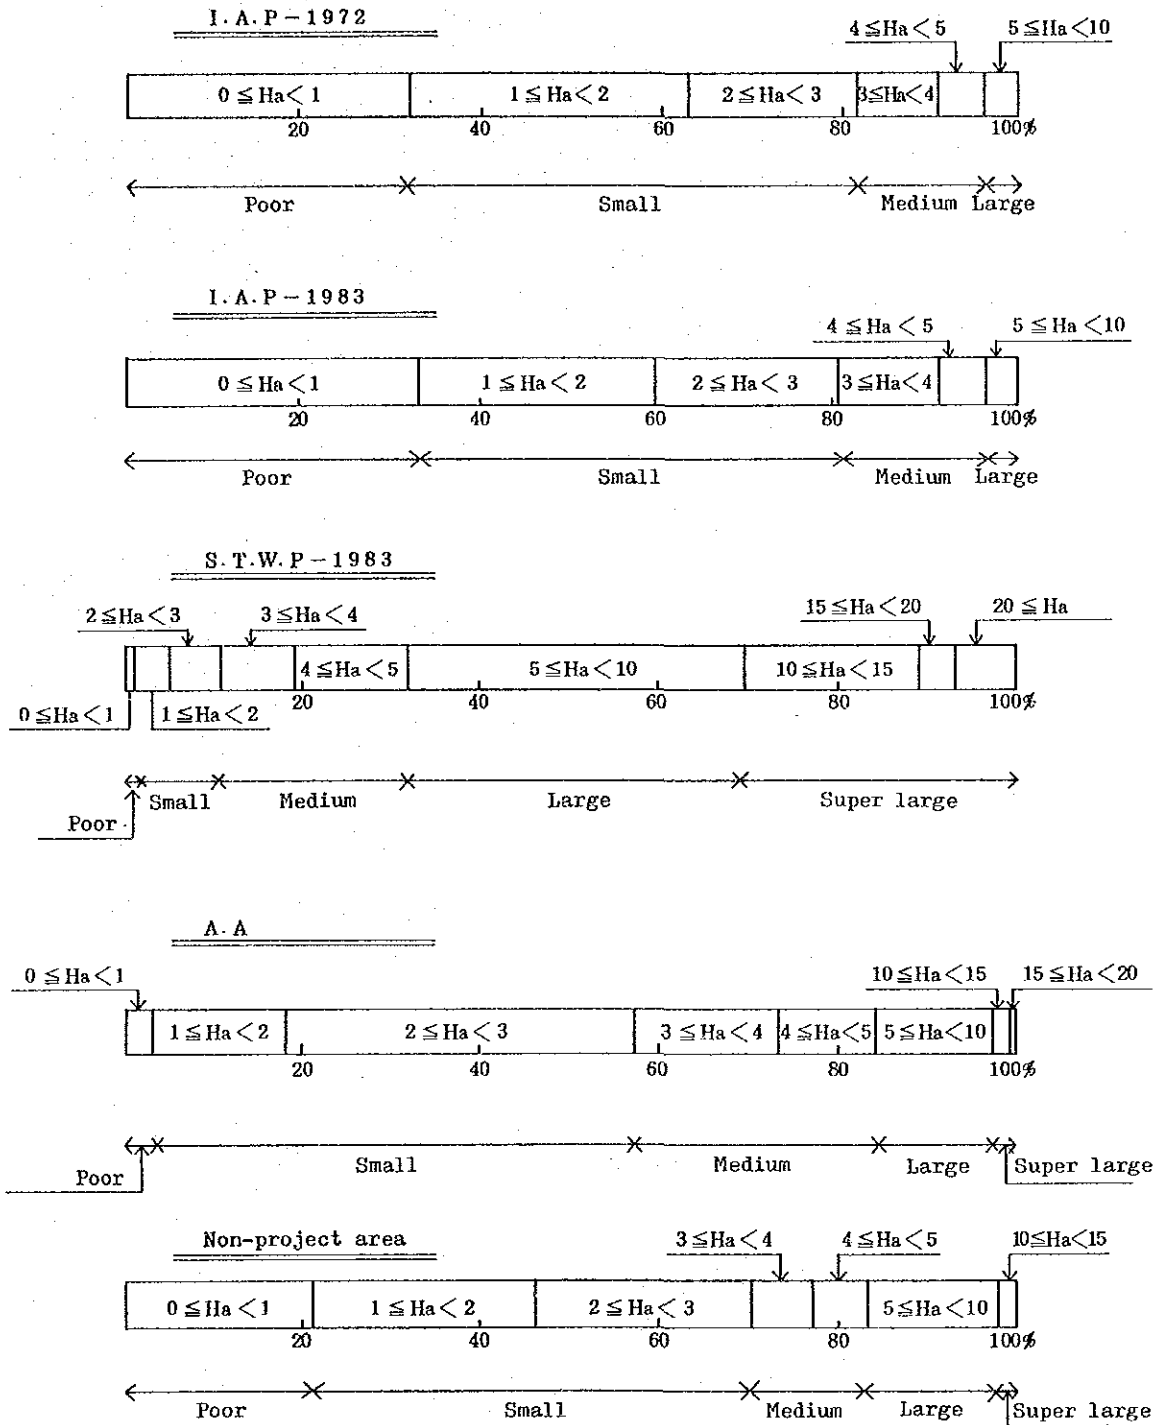 I.A.P-1972
4≦Ha<5 5≦Ha<10
0≦Ha<1 1≦Ha<2 2≦Ha<3 3≦Ha<4
20 40 60 80 100%
Poor Small Medium Large
I.A.P-1983
4≦Ha<5 5≦Ha<10
0≦Ha<1 1≦Ha<2 2≦Ha<3 3≦Ha<4
20 40 60 80 100%
Poor Small Medium Large
S.T.W.P-1983
2≦Ha<3 3≦Ha<4 15≦Ha<20 20≦Ha
4≦Ha<5 5≦Ha<10 10≦Ha<15
20 40 60 80 100%
0≦Ha<1 1≦Ha<2
Small Medium Large Super large
Poor
A.A
0≦Ha<1 10≦Ha<15 15≦Ha<20
1≦Ha<2 2≦Ha<3 3≦Ha<4 4≦Ha<5 5≦Ha<10
20 40 60 80 100%
Small Medium Large Super large
Poor
Non-project area
3≦Ha<4 4≦Ha<5 10≦Ha<15
0≦Ha<1 1≦Ha<2 2≦Ha<3 5≦Ha<10
20 40 60 80 100%
Poor Small Medium Large Super large